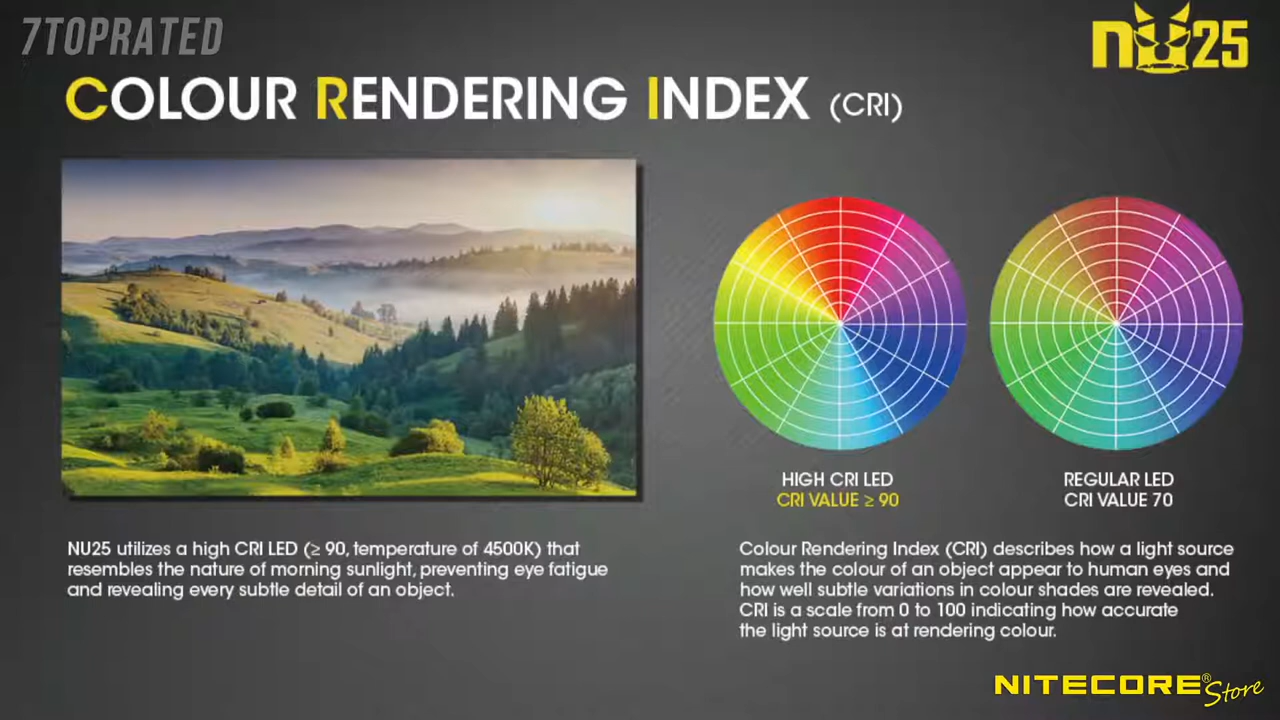 7TOPRATED
NU25
COLOUR RENDERING INDEX (CRI)
HIGH CRI LED
CRI VALUE ≥ 90
REGULAR LED
CRI VALUE 70
NU25 utilizes a high CRI LED (≥ 90, temperature of 4500K) that
resembles the nature of morning sunlight, preventing eye fatigue
and revealing every subtle detail of an object.
Colour Rendering Index (CRI) describes how a light source
makes the colour of an object appear to human eyes and
how well subtle variations in colour shades are revealed.
CRI is a scale from 0 to 100 indicating how accurate
the light source is at rendering colour.
NITECORE® Store